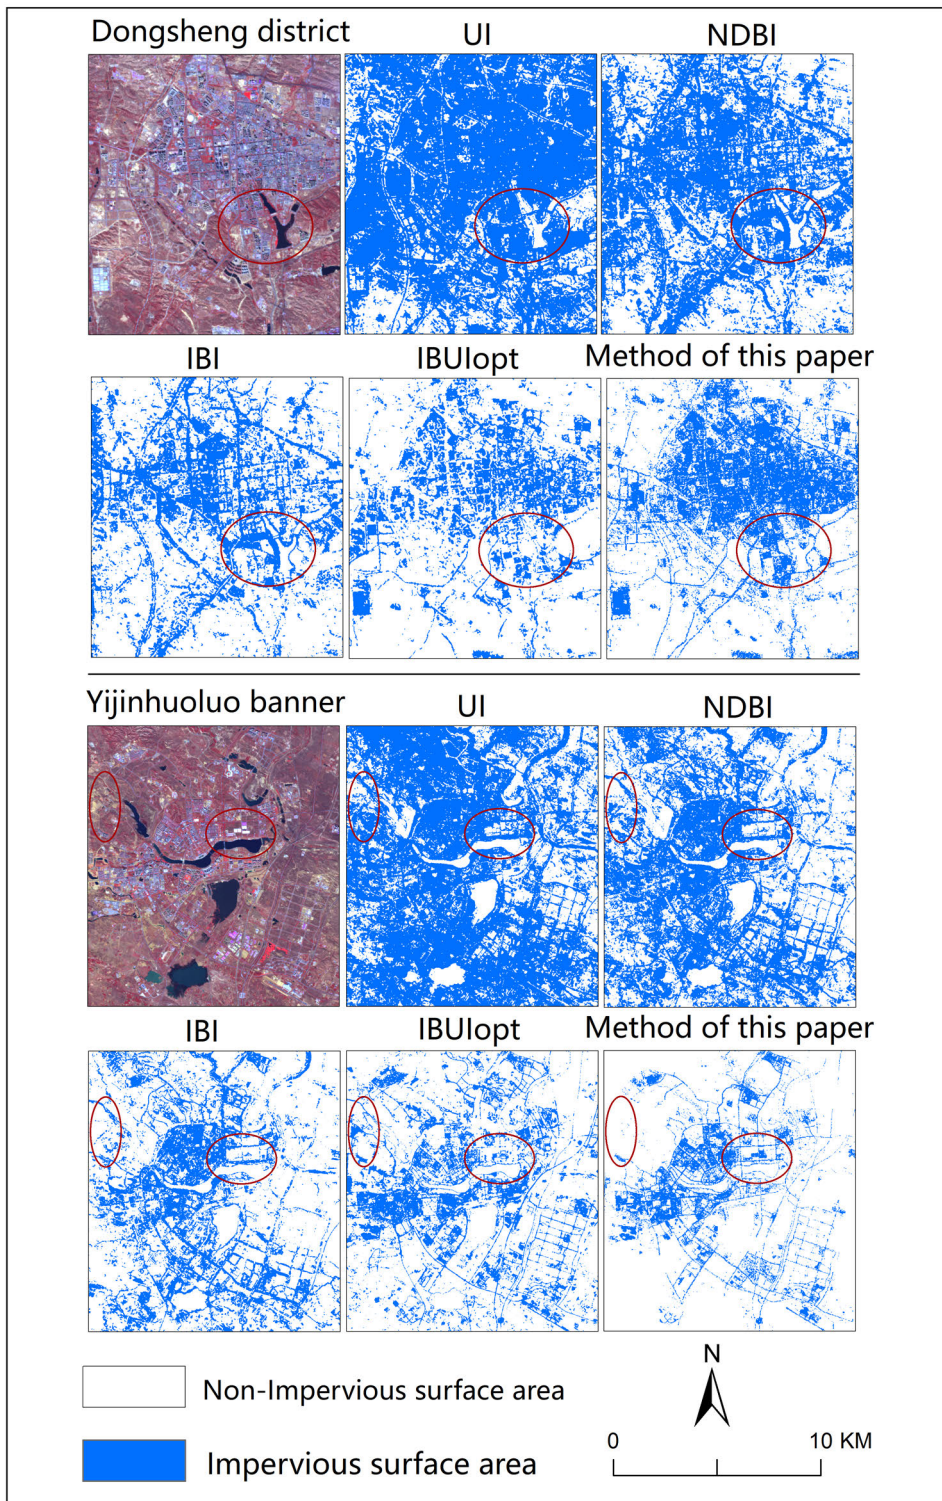 Dongsheng district
UI
NDBI
IBI
IBUIopt
Method of this paper
Yijinhuoluo banner
UI
NDBI
IBI
IBUIopt
Method of this paper
Non-Impervious surface area
Impervious surface area
N
0
10 KM